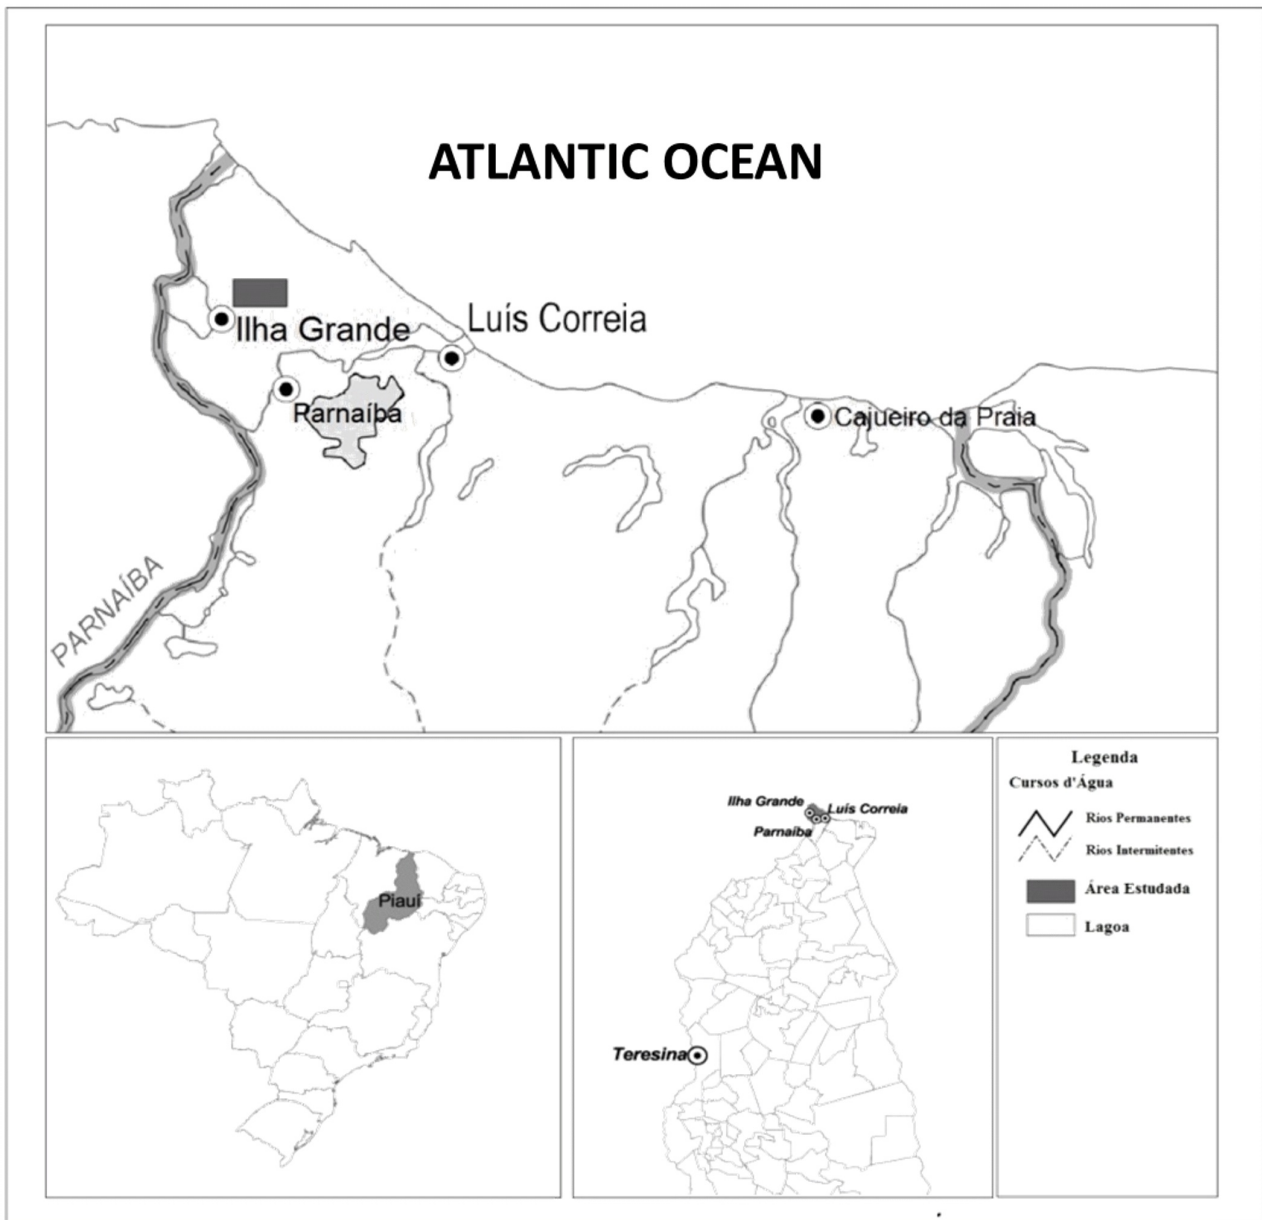 ATLANTIC OCEAN
Luís Correia
Ilha Grande
Parnaíba
Cajueiro da Praia
PARNAÍBA
Piauí
Ilha Grande
Luís Correia
Parnaíba
Teresina
Legenda
Cursos d'Água
Rios Permanentes
Rios Intermitentes
Área Estudada
Lagoa